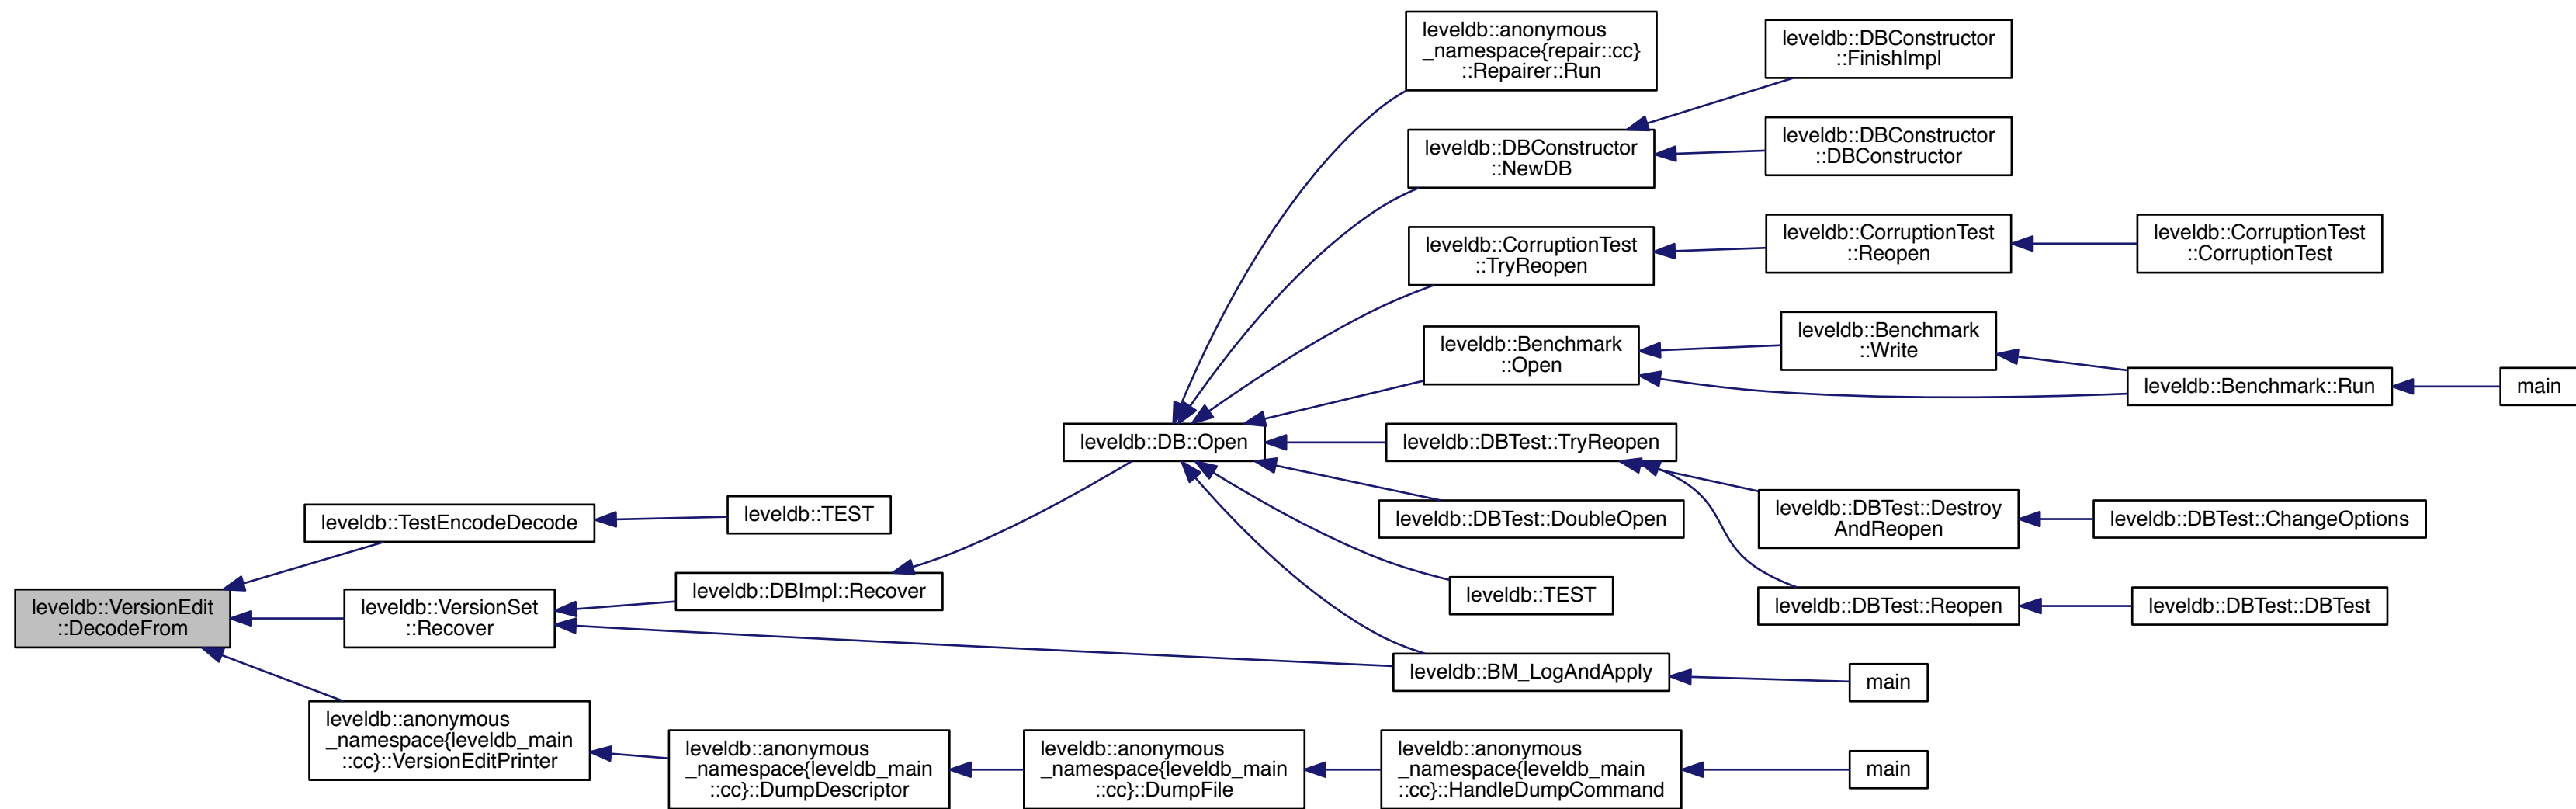 leveldb::anonymous
_namespace{repair::cc}
::Repairer::Run
leveldb::DBConstructor
::FinishImpl
leveldb::DBConstructor
::NewDB
leveldb::DBConstructor
::DBConstructor
leveldb::CorruptionTest
::TryReopen
leveldb::CorruptionTest
::Reopen
leveldb::CorruptionTest
::CorruptionTest
leveldb::Benchmark
::Open
leveldb::Benchmark
::Write
leveldb::Benchmark::Run
main
leveldb::DB::Open
leveldb::DBTest::TryReopen
leveldb::DBTest::DoubleOpen
leveldb::DBTest::Destroy
AndReopen
leveldb::DBTest::ChangeOptions
leveldb::TestEncodeDecode
leveldb::TEST
leveldb::DBImpl::Recover
leveldb::TEST
leveldb::DBTest::Reopen
leveldb::DBTest::DBTest
leveldb::VersionEdit
::DecodeFrom
leveldb::VersionSet
::Recover
leveldb::BM_LogAndApply
main
leveldb::anonymous
_namespace{leveldb_main
::cc}::VersionEditPrinter
leveldb::anonymous
_namespace{leveldb_main
::cc}::DumpDescriptor
leveldb::anonymous
_namespace{leveldb_main
::cc}::DumpFile
leveldb::anonymous
_namespace{leveldb_main
::cc}::HandleDumpCommand
main